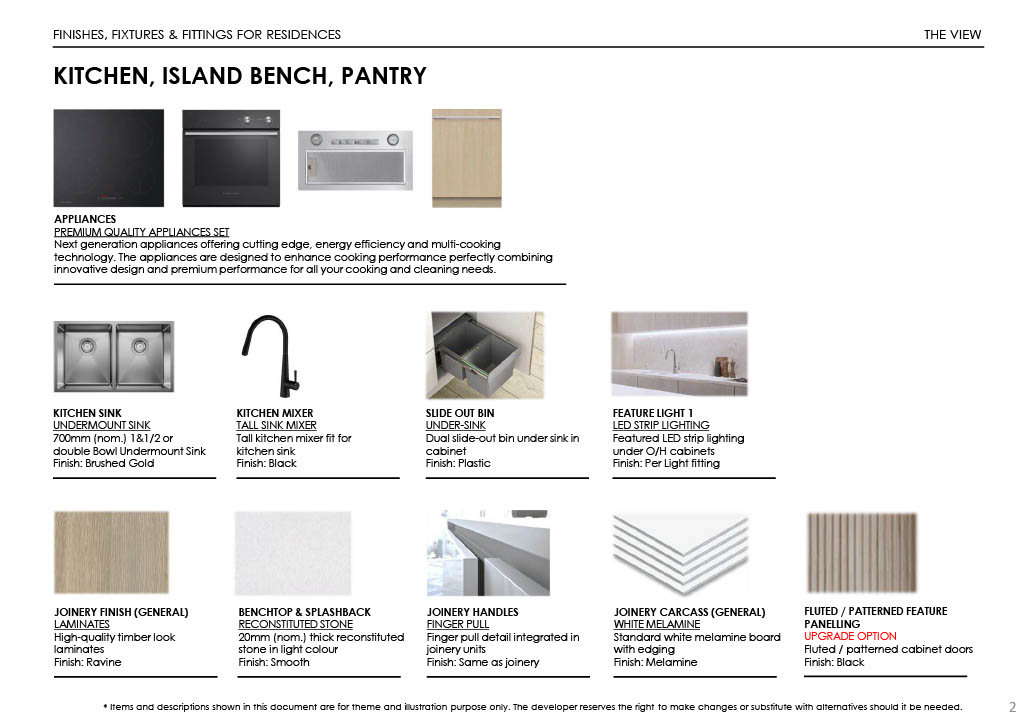 FINISHES, FIXTURES & FITTINGS FOR RESIDENCES
THE VIEW
KITCHEN, ISLAND BENCH, PANTRY
APPLIANCES
PREMIUM QUALITY APPLIANCES SET
Next generation appliances offering cutting edge, energy efficiency and multi-cooking
technology. The appliances are designed to enhance cooking performance perfectly combining
innovative design and premium performance for all your cooking and cleaning needs.
KITCHEN SINK
UNDERMOUNT SINK
700mm (nom.) 1&1/2 or
double Bowl Undermount Sink
Finish: Brushed Gold
KITCHEN MIXER
TALL SINK MIXER
Tall kitchen mixer fit for
kitchen sink
Finish: Black
SLIDE OUT BIN
UNDER-SINK
Dual slide-out bin under sink in
cabinet
Finish: Plastic
FEATURE LIGHT 1
LED STRIP LIGHTING
Featured LED strip lighting
under O/H cabinets
Finish: Per Light fitting
JOINERY FINISH (GENERAL)
LAMINATES
High-quality timber look
laminates
Finish: Ravine
BENCHTOP & SPLASHBACK
RECONSTITUTED STONE
20mm (nom.) thick reconstituted
stone in light colour
Finish: Smooth
JOINERY HANDLES
FINGER PULL
Finger pull detail integrated in
joinery units
Finish: Same as joinery
JOINERY CARCASS (GENERAL)
WHITE MELAMINE
Standard white melamine board
with edging
Finish: Melamine
FLUTED / PATTERNED FEATURE
PANELLING
UPGRADE OPTION
Fluted / patterned cabinet doors
Finish: Black
* Items and descriptions shown in this document are for theme and illustration purpose only. The developer reserves the right to make changes or substitute with alternatives should it be needed.
2